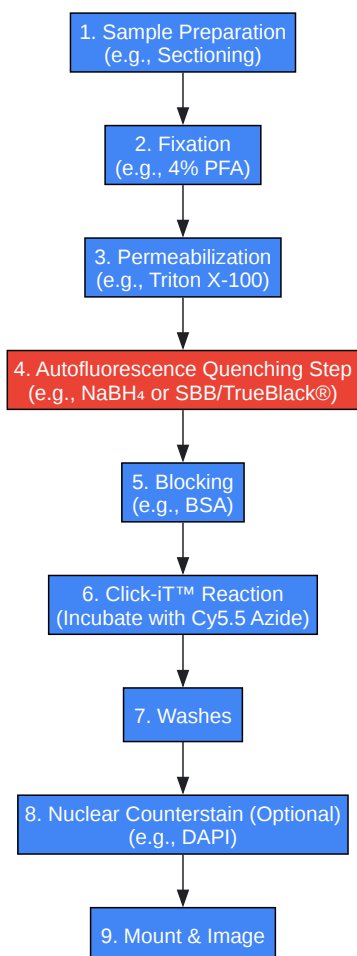 1. Sample Preparation
(e.g., Sectioning)
2. Fixation
(e.g., 4% PFA)
3. Permeabilization
(e.g., Triton X-100)
4. Autofluorescence Quenching Step
(e.g., NaBH₄ or SBB/TrueBlack®)
5. Blocking
(e.g., BSA)
6. Click-iT™ Reaction
(Incubate with Cy5.5 Azide)
7. Washes
8. Nuclear Counterstain (Optional)
(e.g., DAPI)
9. Mount & Image